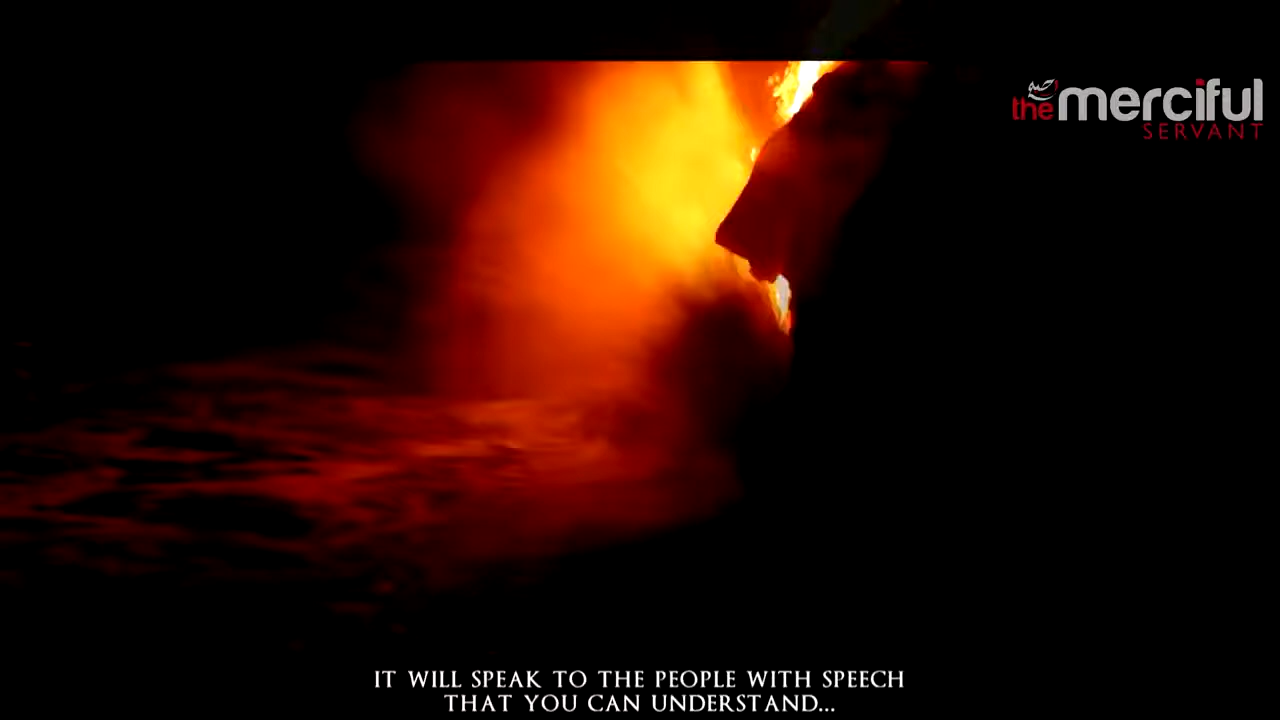 the merciful
SERVANT
IT WILL SPEAK TO THE PEOPLE WITH SPEECH
THAT YOU CAN UNDERSTAND...